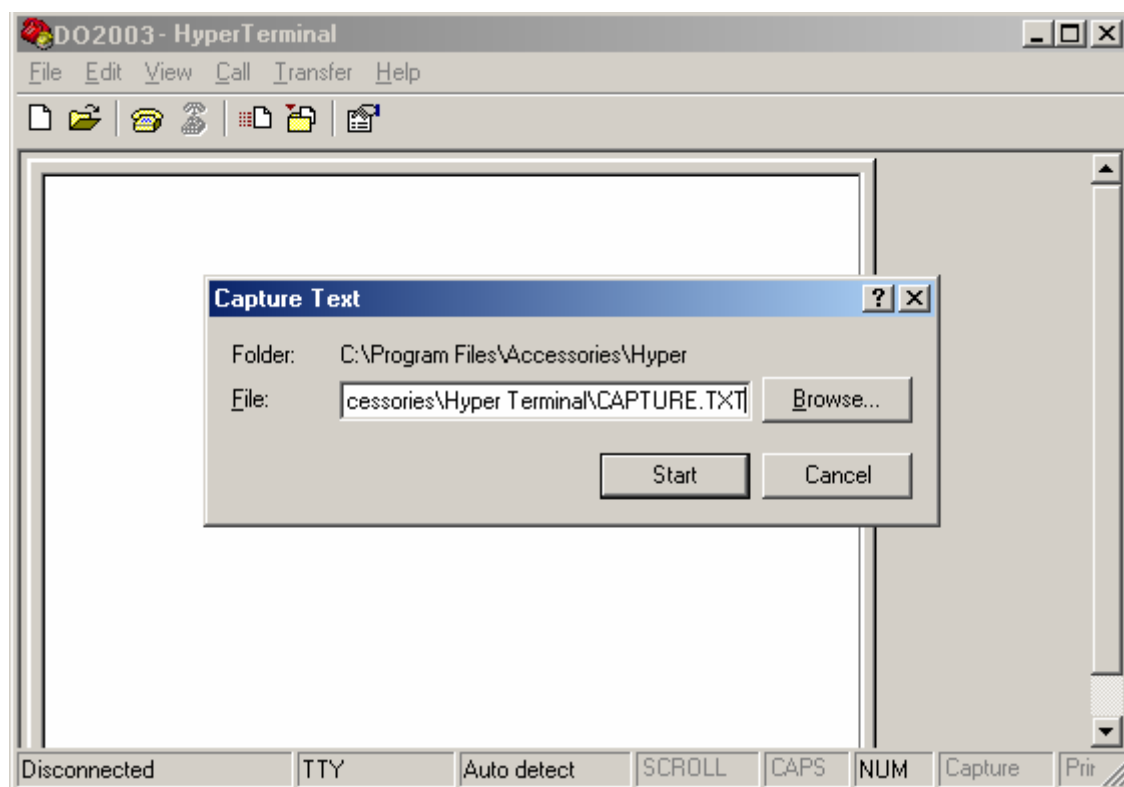 DO2003 - HyperTerminal
File Edit View Call Transfer Help
Capture Text
Folder: C:\Program Files\Accessories\Hyper
File: cessories\Hyper Terminal\CAPTURE.TXT Browse...
Start Cancel
Disconnected TTY Auto detect SCROLL CAPS NUM Capture Prir